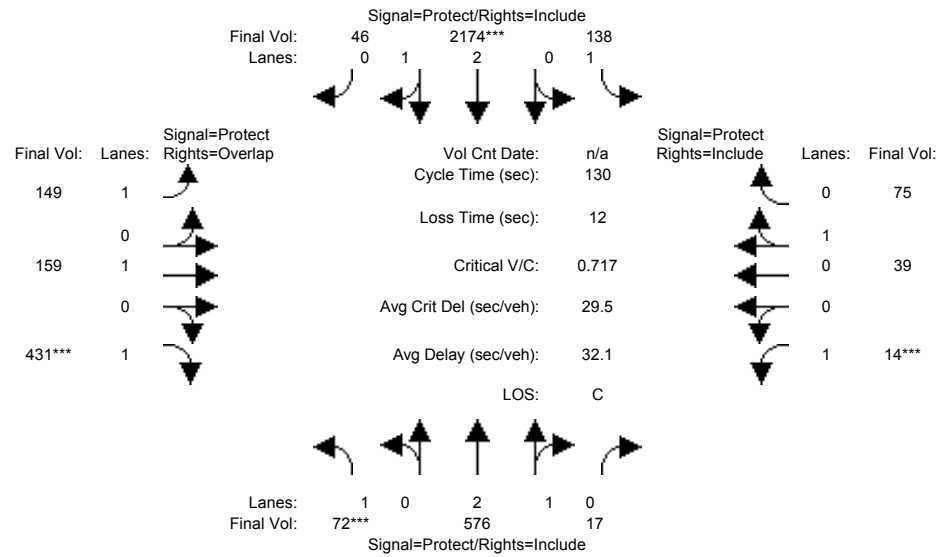 Signal=Protect/Rights=Include
Final Vol: 46 2174*** 138
Lanes: 0 1 2 0 1
Signal=Protect
Final Vol: Lanes: Rights=Overlap
Vol Cnt Date: n/a
Signal=Protect
Rights=Include Lanes: Final Vol:
Cycle Time (sec): 130
149 1
0 75
Loss Time (sec): 12
0
1
159 1
Critical V/C: 0.717
0 39
0
Avg Crit Del (sec/veh): 29.5
0
431*** 1
Avg Delay (sec/veh): 32.1
1 14***
LOS: C
Lanes: 1 0 2 1 0
Final Vol: 72*** 576 17
Signal=Protect/Rights=Include